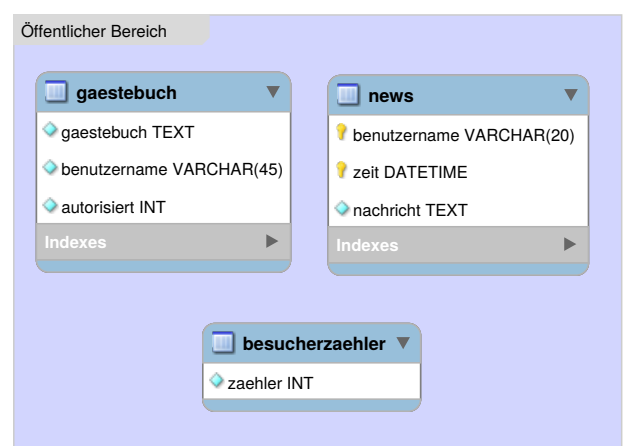 Öffentlicher Bereich
gaestebuch
gaestebuch TEXT
benutzername VARCHAR(45)
autorisiert INT
Indexes
news
benutzername VARCHAR(20)
zeit DATETIME
nachricht TEXT
Indexes
besucherzaehler
zaehler INT